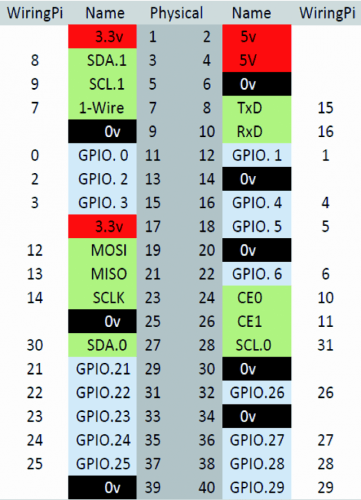 WiringPi Name Physical Name WiringPi
3.3v 1 2 5v
8 SDA.1 3 4 5V
9 SCL.1 5 6 0v
7 1-Wire 7 8 TxD 15
0v 9 10 RxD 16
0 GPIO. 0 11 12 GPIO. 1 1
2 GPIO. 2 13 14 0v
3 GPIO. 3 15 16 GPIO. 4 4
3.3v 17 18 GPIO. 5 5
12 MOSI 19 20 0v
13 MISO 21 22 GPIO. 6 6
14 SCLK 23 24 CE0 10
0v 25 26 CE1 11
30 SDA.0 27 28 SCL.0 31
21 GPIO.21 29 30 0v
22 GPIO.22 31 32 GPIO.26 26
23 GPIO.23 33 34 0v
24 GPIO.24 35 36 GPIO.27 27
25 GPIO.25 37 38 GPIO.28 28
0v 39 40 GPIO.29 29